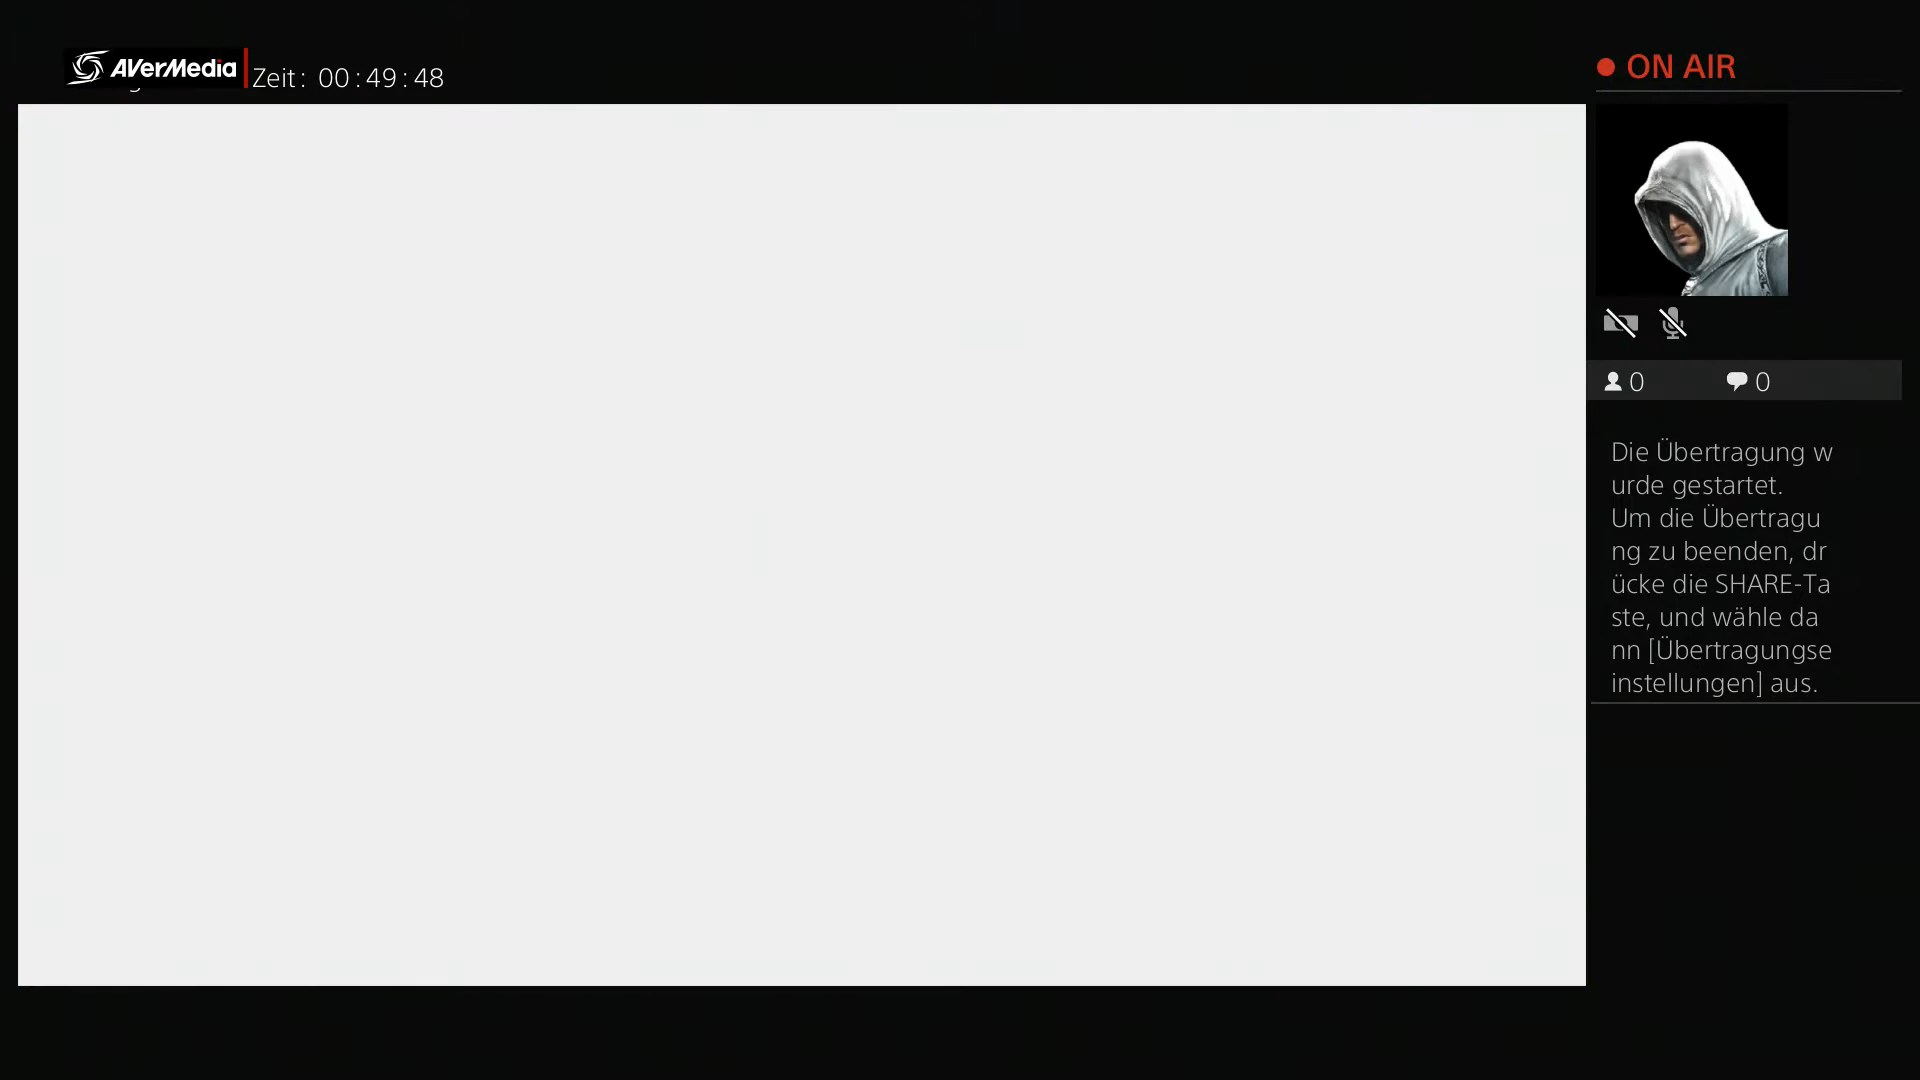 AVerMedia
Zeit: 00:49:48
ON AIR
0
0
Die Übertragung w
urde gestartet.
Um die Übertragu
ng zu beenden, dr
ücke die SHARE-Ta
ste, und wähle da
nn [Übertragungse
instellungen] aus.